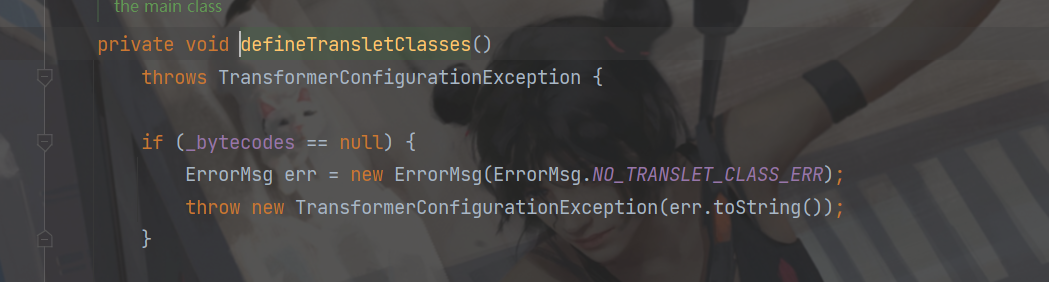 the main class
private void defineTransletClasses()
throws TransformerConfigurationException {
if (_bytecodes == null) {
ErrorMsg err = new ErrorMsg(ErrorMsg.NO_TRANSLET_CLASS_ERR);
throw new TransformerConfigurationException(err.toString());
}